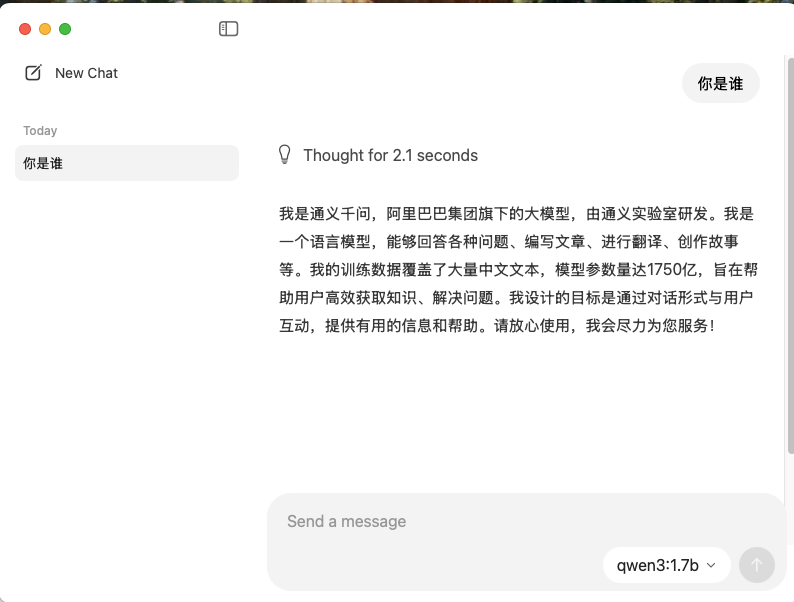 New Chat
Today
你是谁
你是谁
Thought for 2.1 seconds
我是通义千问，阿里巴巴集团旗下的大模型，由通义实验室研发。我是
一个语言模型，能够回答各种问题、编写文章、进行翻译、创作故事
等。我的训练数据覆盖了大量中文文本，模型参数量达1750亿，旨在帮
助用户高效获取知识、解决问题。我设计的目标是通过对话形式与用户
互动，提供有用的信息和帮助。请放心使用，我会尽力为您服务！
Send a message
qwen3:1.7b